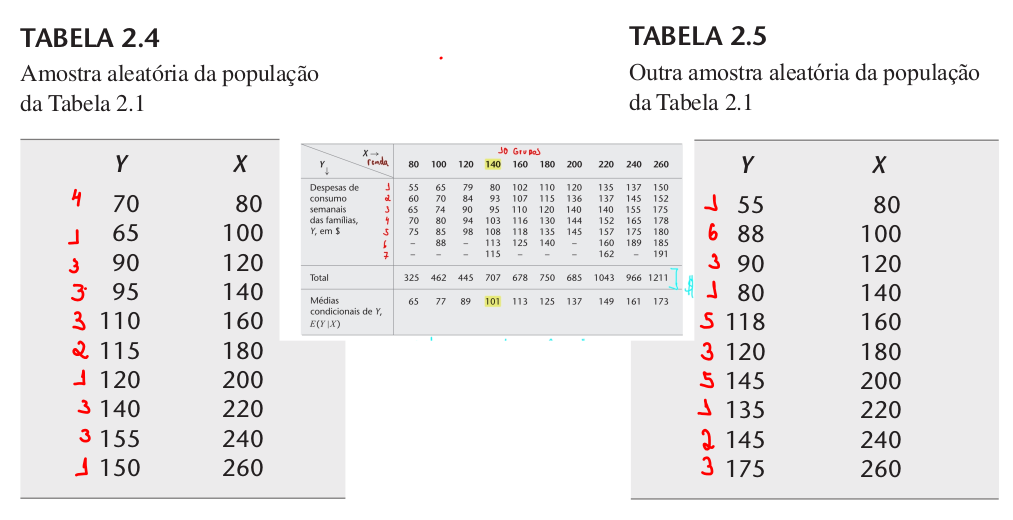 TABELA 2.4
Amostra aleatória da população
da Tabela 2.1
Y X
4 70 80
1 65 100
3 90 120
3 95 140
3 110 160
2 115 180
1 120 200
3 140 220
3 155 240
1 150 260
10 Grupos
X → renda
Y ↓
80 100 120 140 160 180 200 220 240 260
Despesas de 1 55 65 79 80 102 110 120 135 137 150
consumo 2 60 70 84 93 107 115 136 137 145 152
semanais 3 65 74 90 95 110 120 140 140 155 175
das famílias, 4 70 80 94 103 116 130 144 152 165 178
Y, em $ 5 75 85 98 108 118 135 145 157 175 180
6 – 88 – 113 125 140 – 160 189 185
7 – – – 115 – – – 162 – 191
Total 325 462 445 707 678 750 685 1043 966 1211
Médias 65 77 89 101 113 125 137 149 161 173
condicionais de Y,
E(Y|X)
TABELA 2.5
Outra amostra aleatória da população
da Tabela 2.1
Y X
1 55 80
6 88 100
3 90 120
1 80 140
5 118 160
3 120 180
5 145 200
1 135 220
2 145 240
3 175 260